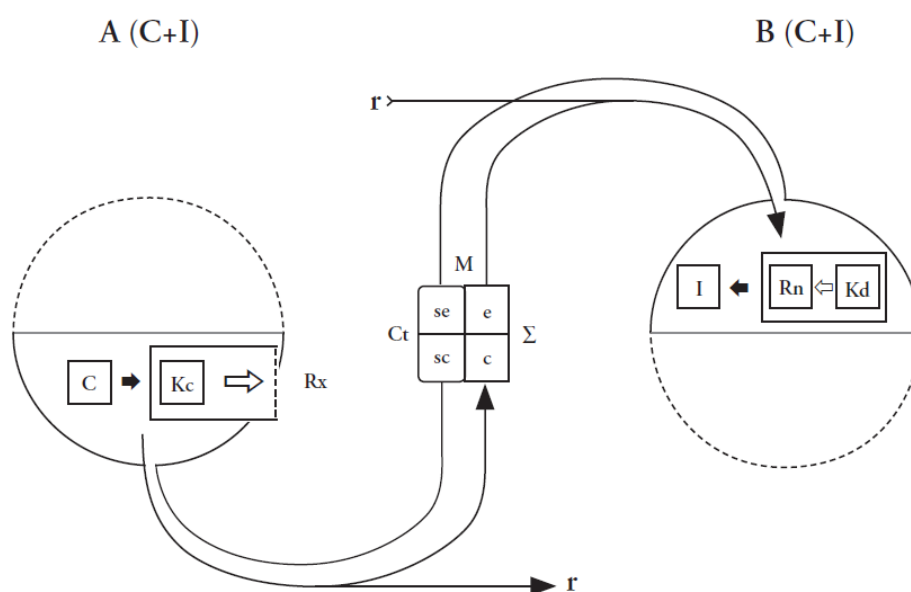 A (C+I)
B (C+I)
r
M
se e
Ct Σ
sc c
I Rn Kd
C Kc Rx
r